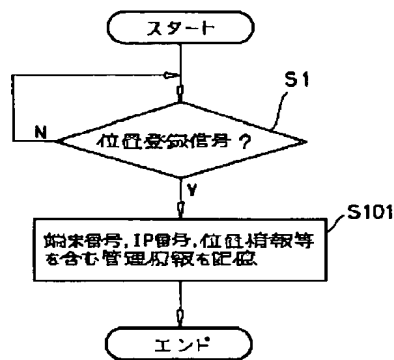 スタート
S1
位置登録信号?
N
Y
S101
端末番号,IP番号,位置情報等
を含む管理情報を記憶
エンド